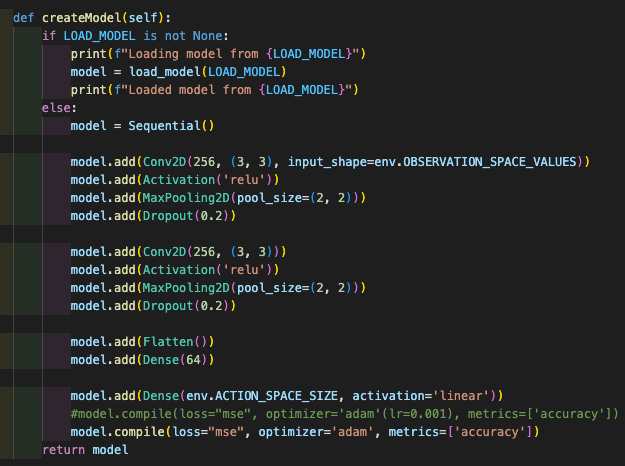 def createModel(self):
    if LOAD_MODEL is not None:
        print(f"Loading model from {LOAD_MODEL}")
        model = load_model(LOAD_MODEL)
        print(f"Loaded model from {LOAD_MODEL}")
    else:
        model = Sequential()

        model.add(Conv2D(256, (3, 3), input_shape=env.OBSERVATION_SPACE_VALUES))
        model.add(Activation('relu'))
        model.add(MaxPooling2D(pool_size=(2, 2)))
        model.add(Dropout(0.2))

        model.add(Conv2D(256, (3, 3)))
        model.add(Activation('relu'))
        model.add(MaxPooling2D(pool_size=(2, 2)))
        model.add(Dropout(0.2))

        model.add(Flatten())
        model.add(Dense(64))

        model.add(Dense(env.ACTION_SPACE_SIZE, activation='linear'))
        #model.compile(loss="mse", optimizer='adam'(lr=0.001), metrics=['accuracy'])
        model.compile(loss="mse", optimizer='adam', metrics=['accuracy'])
    return model